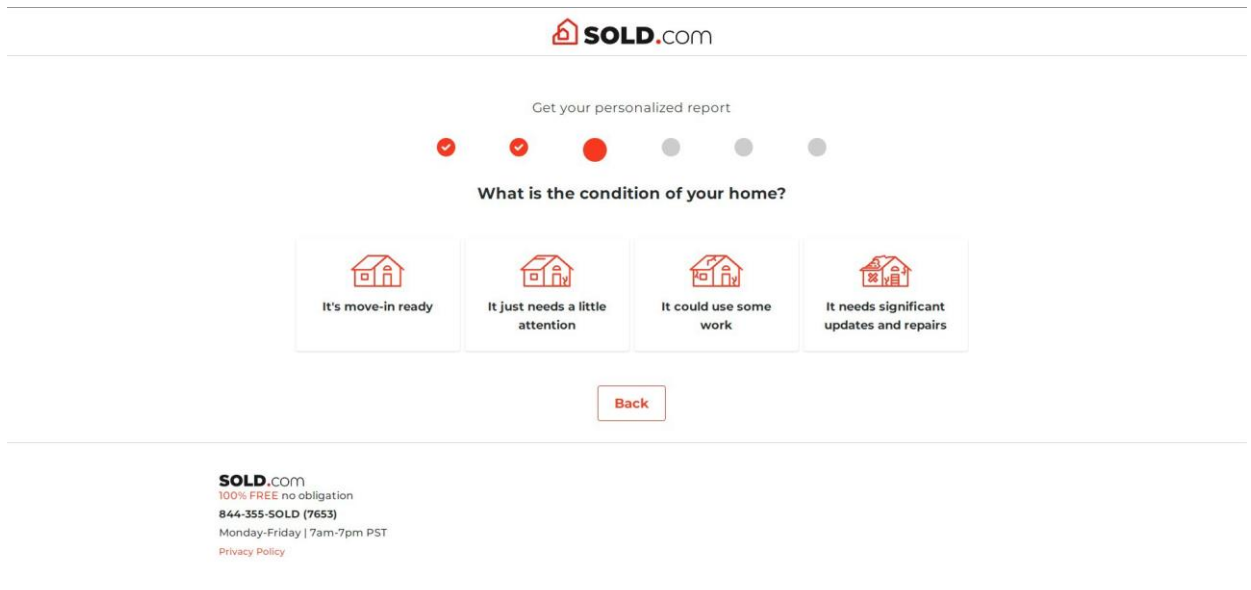 SOLD.com
Get your personalized report
What is the condition of your home?
It's move-in ready
It just needs a little
attention
It could use some
work
It needs significant
updates and repairs
Back
SOLD.com
100% FREE no obligation
844-355-SOLD (7653)
Monday-Friday | 7am-7pm PST
Privacy Policy